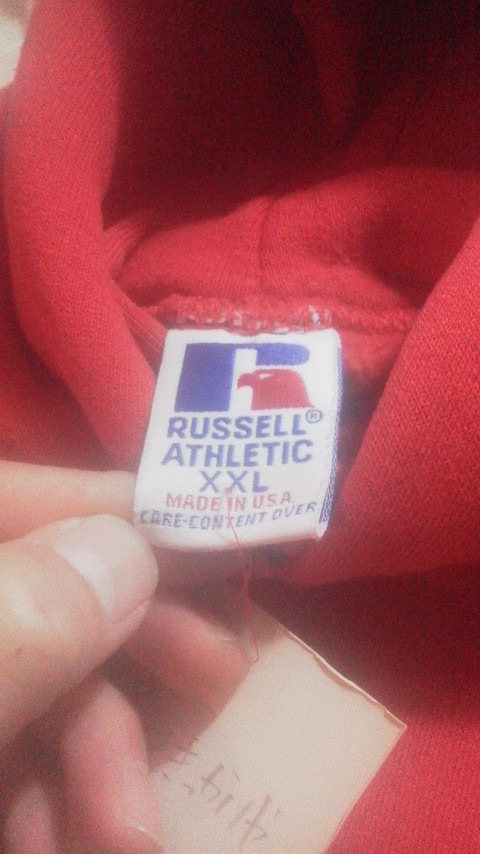 RUSSELL®
ATHLETIC
XXL
MADE IN U.S.A.
CARE-CONTENT OVER